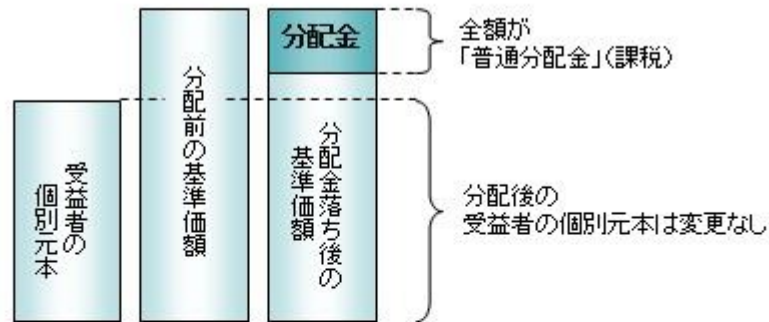 受益者の
個別元本
分配前の基準価額
分配金
分配金落ち後の
基準価額
全額が
「普通分配金」(課税)
分配後の
受益者の個別元本は変更なし